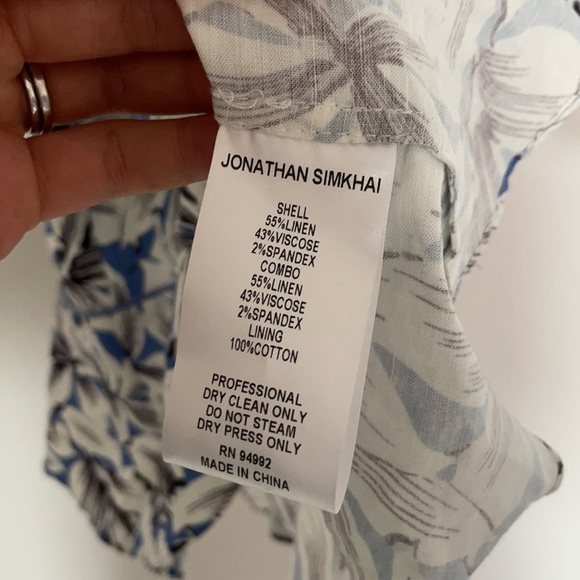 JONATHAN SIMKHAI
SHELL
55%LINEN
43%VISCOSE
2%SPANDEX
COMBO
55%LINEN
43%VISCOSE
2%SPANDEX
LINING
100%COTTON
PROFESSIONAL
DRY CLEAN ONLY
DO NOT STEAM
DRY PRESS ONLY
RN 94992
MADE IN CHINA